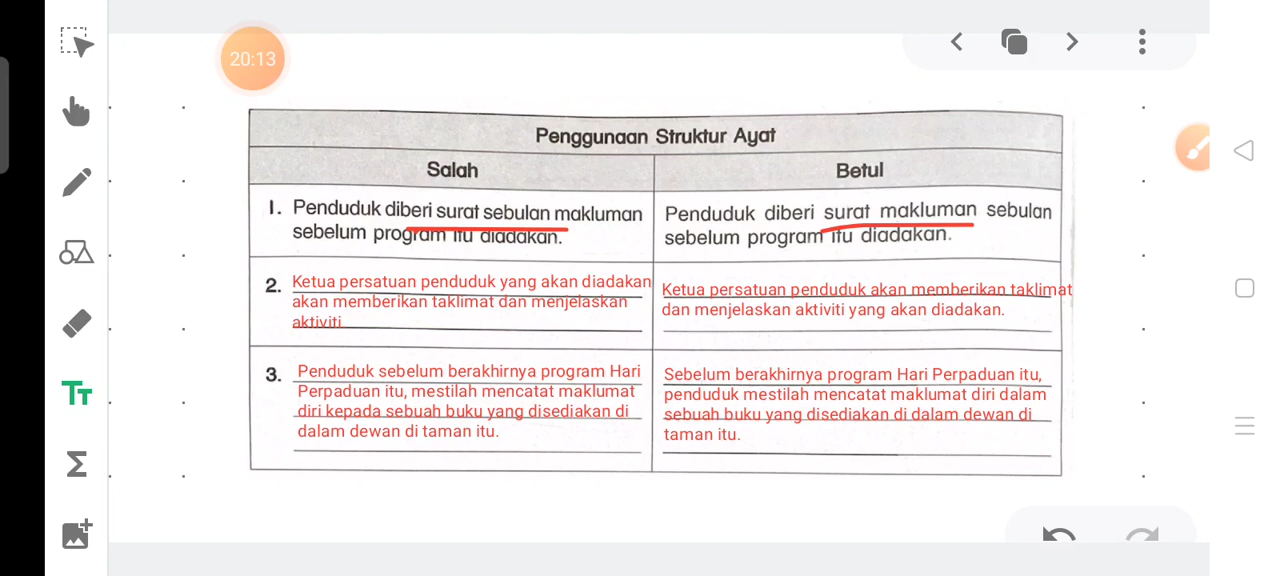 20:13
Penggunaan Struktur Ayat
Salah
Betul
1. Penduduk diberi surat sebulan makluman
sebelum program itu diadakan.
Penduduk diberi surat makluman sebulan
sebelum program itu diadakan.
2. Ketua persatuan penduduk yang akan diadakan
akan memberikan taklimat dan menjelaskan
aktiviti
Ketua persatuan penduduk akan memberikan taklimat
dan menjelaskan aktiviti yang akan diadakan.
3. Penduduk sebelum berakhirnya program Hari
Perpaduan itu, mestilah mencatat maklumat
diri kepada sebuah buku yang disediakan di
dalam dewan di taman itu.
Sebelum berakhirnya program Hari Perpaduan itu,
penduduk mestilah mencatat maklumat diri dalam
sebuah buku yang disediakan di dalam dewan di
taman itu.
TT
Σ